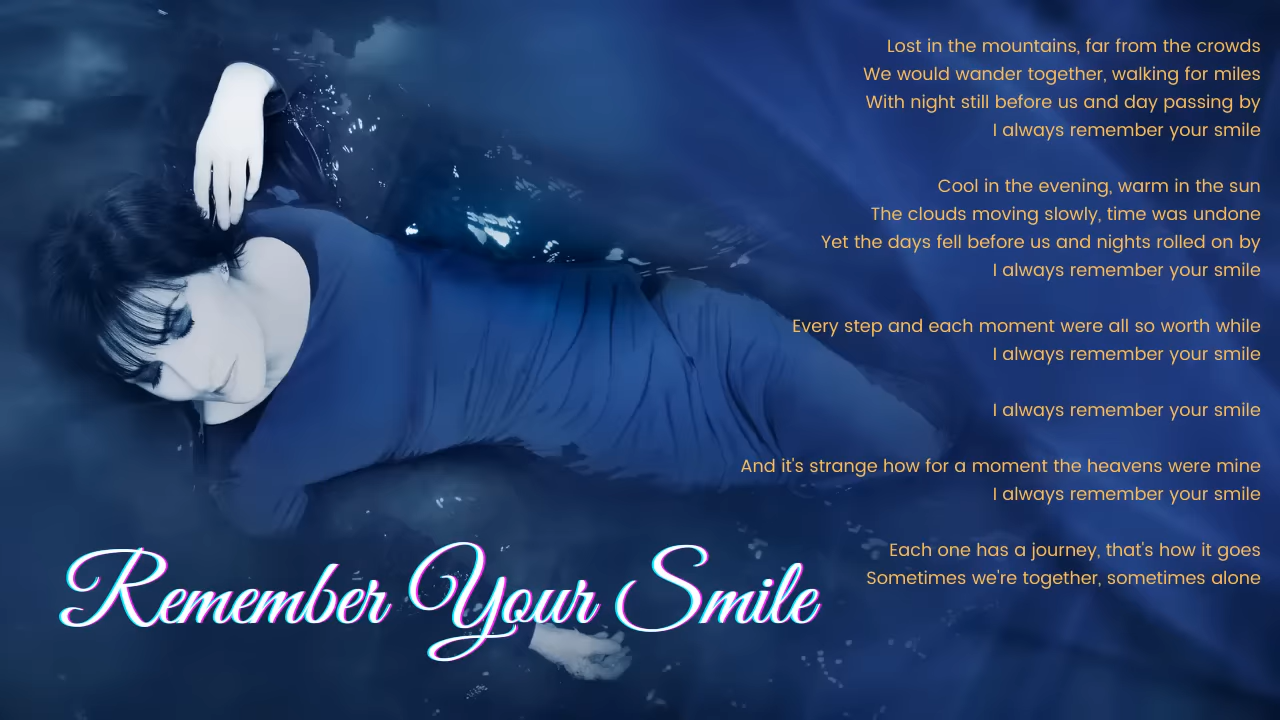 Lost in the mountains, far from the crowds
We would wander together, walking for miles
With night still before us and day passing by
I always remember your smile
Cool in the evening, warm in the sun
The clouds moving slowly, time was undone
Yet the days fell before us and nights rolled on by
I always remember your smile
Every step and each moment were all so worth while
I always remember your smile
I always remember your smile
And it's strange how for a moment the heavens were mine
I always remember your smile
Each one has a journey, that's how it goes
Sometimes we're together, sometimes alone
Remember Your Smile